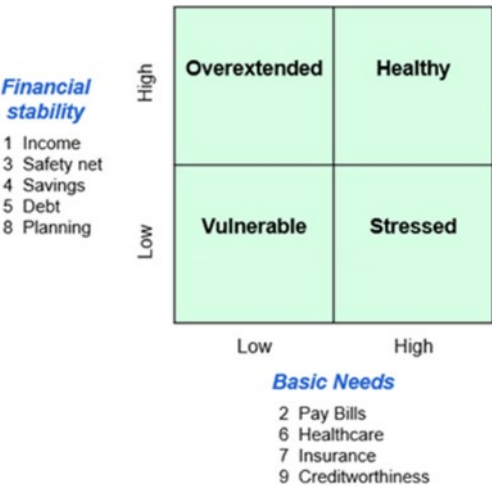 Financial
stability
1 Income
3 Safety net
4 Savings
5 Debt
8 Planning
High
Low
Overextended
Healthy
Vulnerable
Stressed
Low
High
Basic Needs
2 Pay Bills
6 Healthcare
7 Insurance
9 Creditworthiness